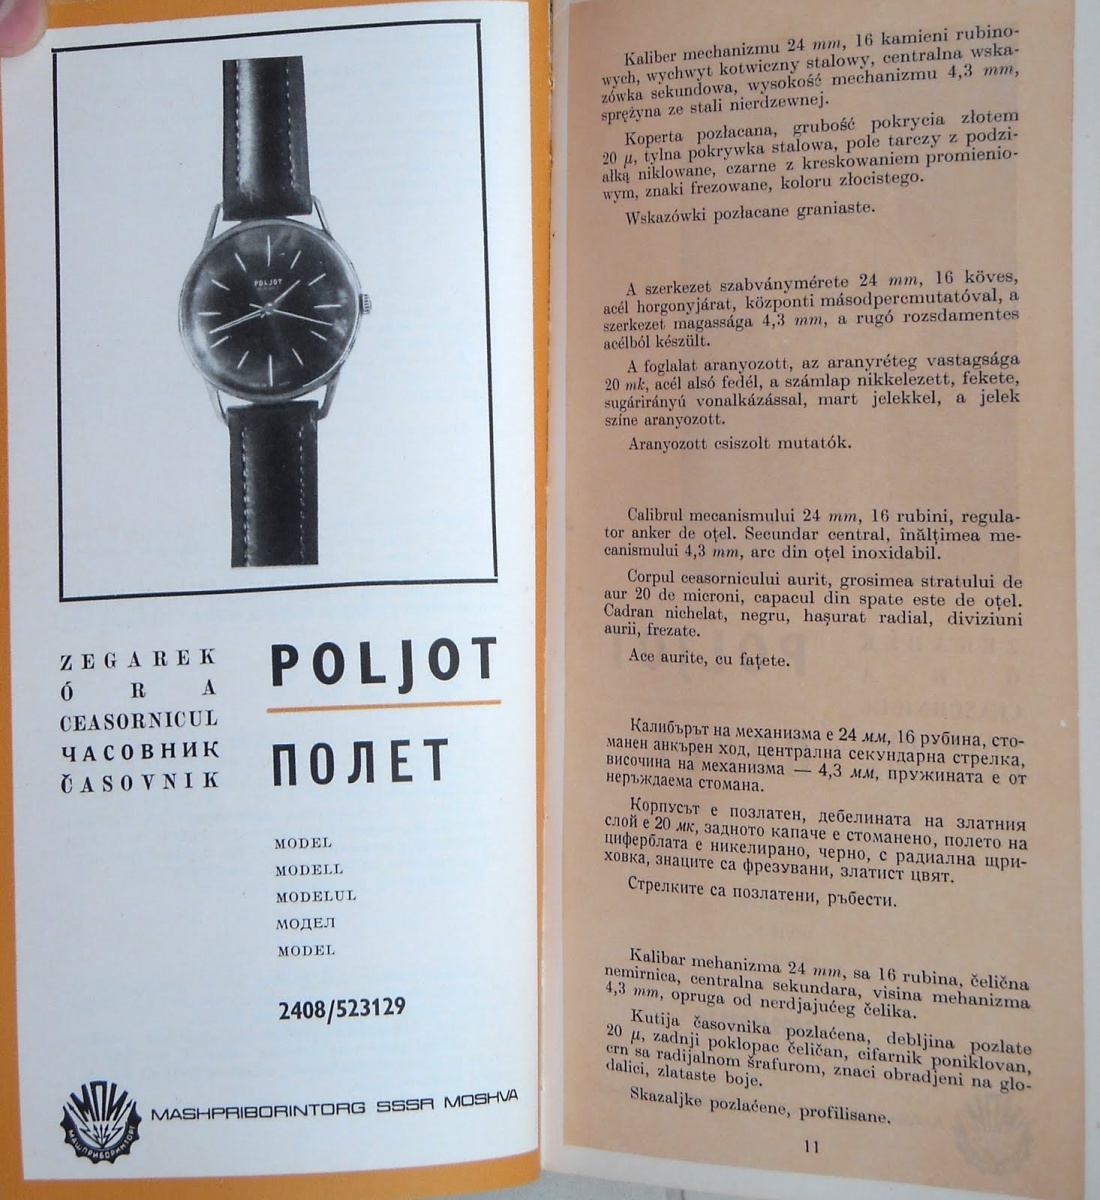 POLJOT
ZEGAREK
ÓRA
CEASORNICUL
ЧАСОВНИК
ČASOVNIK
POLJOT
ПОЛЕТ
MODEL
MODELL
MODELUL
МОДЕЛ
MODEL
2408/523129
МПИ
МАШПРИБОРИНТОРГ
MASHPRIBORINTORG SSSR MOSHVA
Kaliber mechanizmu 24 mm, 16 kamieni rubino-
wych, wychwyt kotwiczny stalowy, centralna wska-
zówka sekundowa, wysokość mechanizmu 4,3 mm,
sprężyna ze stali nierdzewnej.
Koperta pozłacana, grubość pokrycia złotem
20 μ, tylna pokrywka stalowa, pole tarczy z podzi-
ałką niklowane, czarne z kreskowaniem promienio-
wym, znaki frezowane, koloru złocistego.
Wskazówki pozłacane graniaste.
A szerkezet szabványmérete 24 mm, 16 köves,
acél horgonyjárat, központi másodpercmutatóval, a
szerkezet magassága 4,3 mm, a rugó rozsdamentes
acélból készült.
A foglalat aranyozott, az aranyréteg vastagsága
20 mk, acél alsó fedél, a számlap nikkelezett, fekete,
sugárirányú vonalkázással, mart jelekkel, a jelek
színe aranyozott.
Aranyozott csiszolt mutatók.
Calibrul mecanismului 24 mm, 16 rubini, regula-
tor anker de oțel. Secundar central, înălțimea me-
canismului 4,3 mm, arc din oțel inoxidabil.
Corpul ceasornicului aurit, grosimea stratului de
aur 20 de microni, capacul din spate este de oțel.
Cadran nichelat, negru, hașurat radial, diviziuni
aurii, frezate.
Ace aurite, cu fațete.
Калибърът на механизма е 24 мм, 16 рубина, сто-
манен анкърен ход, централна секундарна стрелка,
височина на механизма — 4,3 мм, пружината е от
неръждаема стомана.
Корпусът е позлатен, дебелината на златния
слой е 20 мк, задното капаче е стоманено, полето на
циферблата е никелирано, черно, с радиална щри-
ховка, знаците са фрезувани, златист цвят.
Стрелките са позлатени, ръбести.
Kalibar mehanizma 24 mm, sa 16 rubina, čelična
nemirnica, centralna sekundara, visina mehanizma
4,3 mm, opruga od nerdjajućeg čelika.
Kutija časovnika pozlaćena, debljina pozlate
20 μ, zadnji poklopac čeličan, cifarnik poniklovan,
crn sa radijalnom šrafurom, znaci obradjeni na glo-
dalici, zlataste boje.
Skazaljke pozlaćene, profilisane.
11